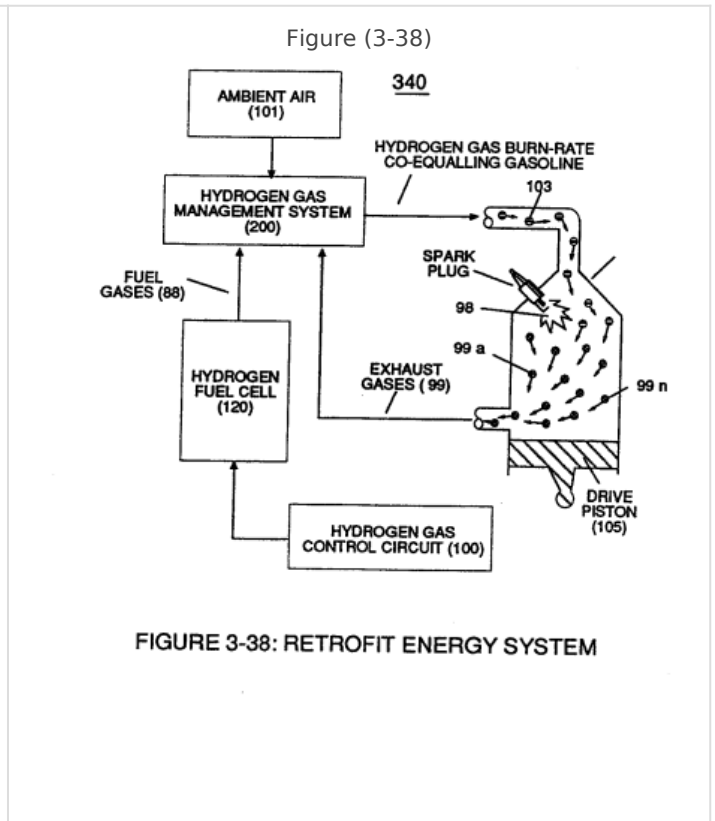 Figure (3-38)
340
AMBIENT AIR
(101)
HYDROGEN GAS BURN-RATE
CO-EQUALLING GASOLINE
103
HYDROGEN GAS
MANAGEMENT SYSTEM
(200)
SPARK
PLUG
FUEL
GASES (88)
98
99 a
EXHAUST
GASES ( 99)
HYDROGEN
FUEL CELL
(120)
99 n
DRIVE
PISTON
(105)
HYDROGEN GAS
CONTROL CIRCUIT (100)
FIGURE 3-38: RETROFIT ENERGY SYSTEM